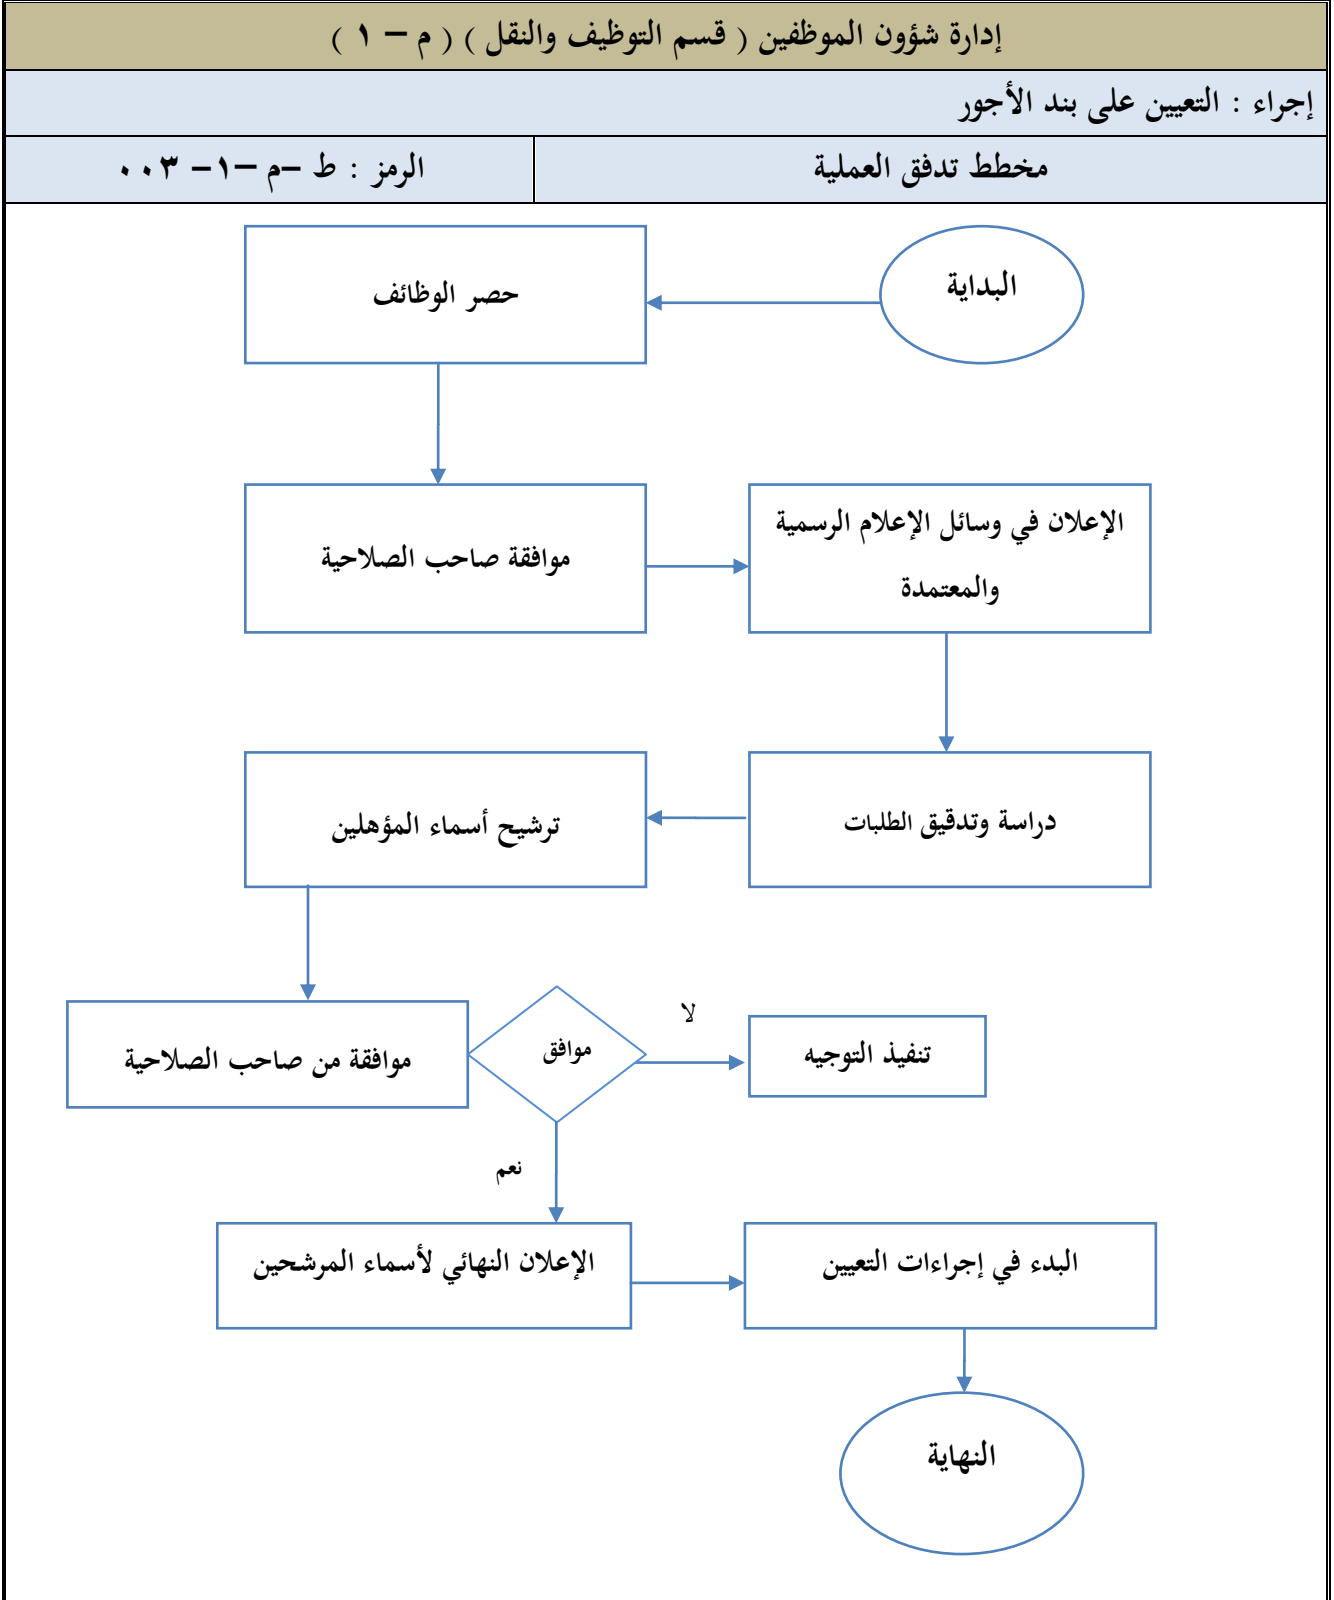 إدارة شؤون الموظفين ( قسم التوظيف والنقل ) ( م – ١ )
إجراء : التعيين على بند الأجور
مخطط تدفق العملية
الرمز : ط –م –١– ٠٠٣
البداية
حصر الوظائف
موافقة صاحب الصلاحية
الإعلان في وسائل الإعلام الرسمية
والمعتمدة
دراسة وتدقيق الطلبات
ترشيح أسماء المؤهلين
موافقة من صاحب الصلاحية
موافق
لا
تنفيذ التوجيه
نعم
الإعلان النهائي لأسماء المرشحين
البدء في إجراءات التعيين
النهاية